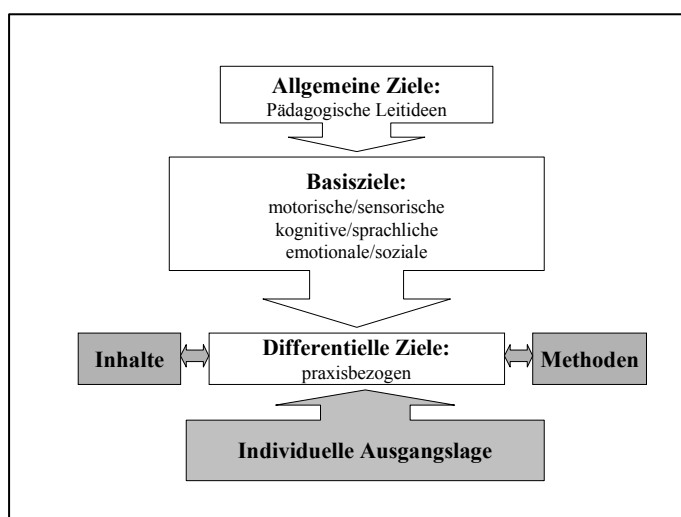 Allgemeine Ziele:
Pädagogische Leitideen
Basisziele:
motorische/sensorische
kognitive/sprachliche
emotionale/soziale
Inhalte
Differentielle Ziele:
praxisbezogen
Methoden
Individuelle Ausgangslage